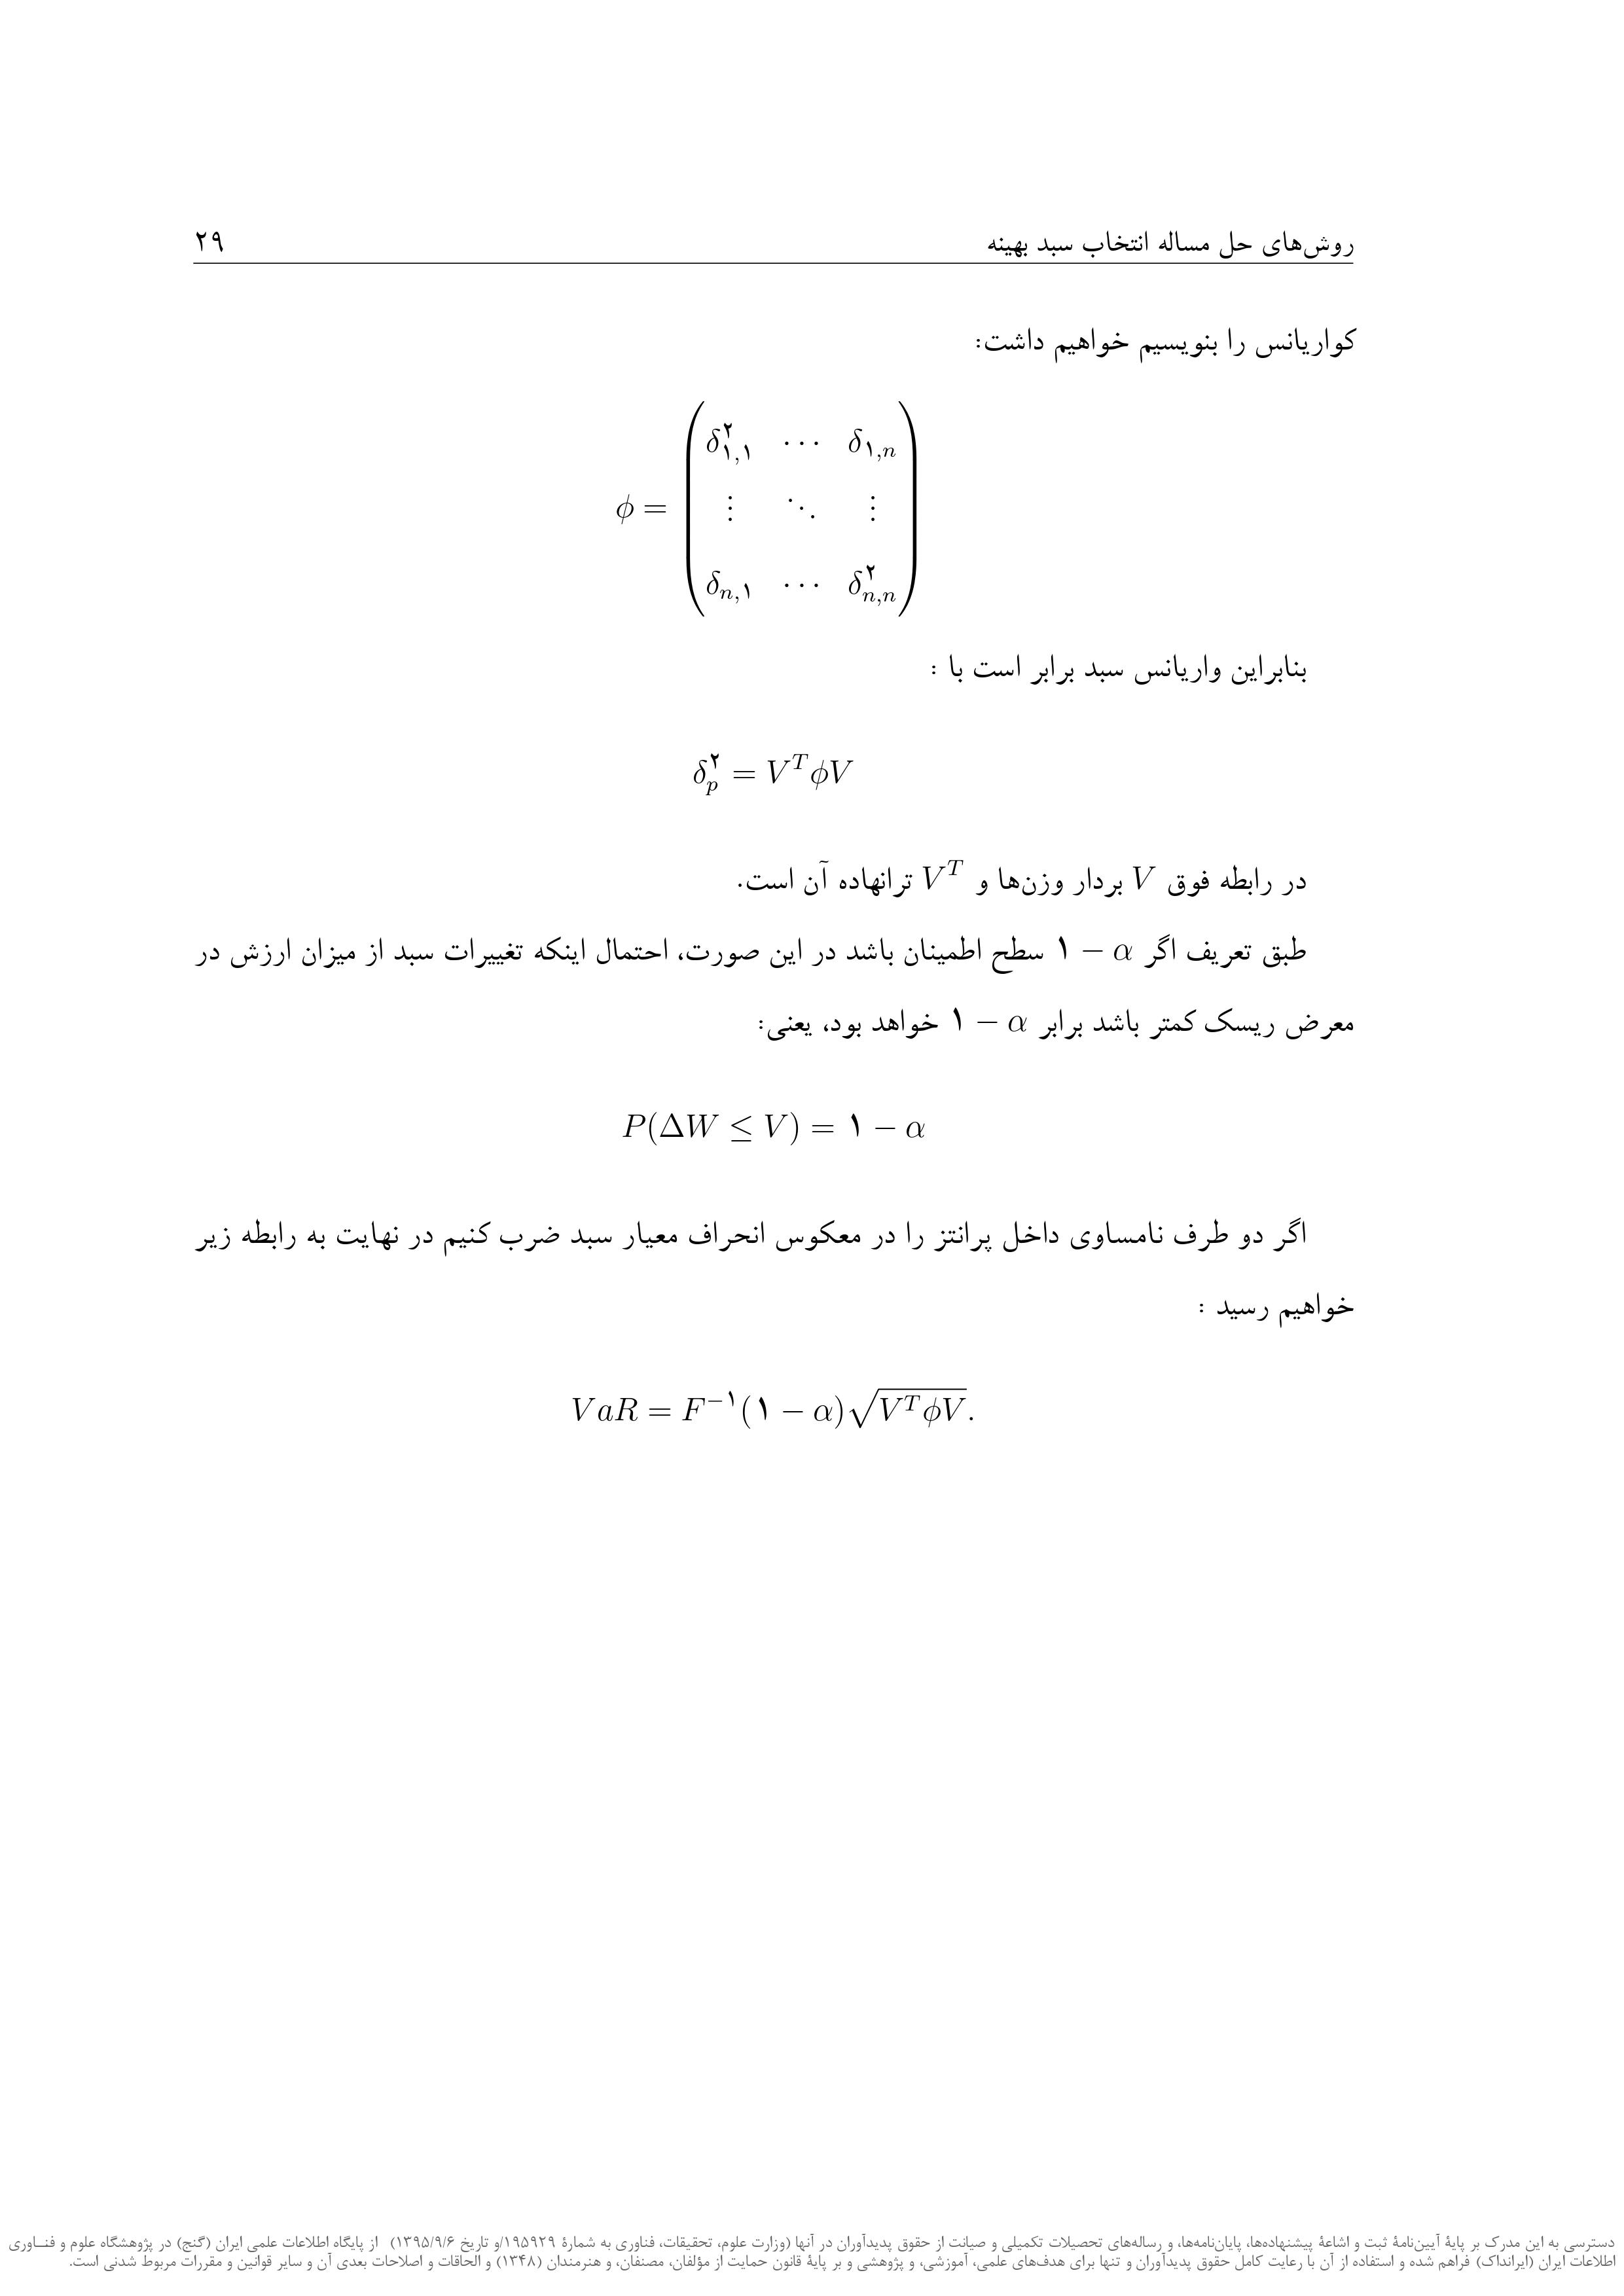 روش‌های حل مساله انتخاب سبد بهینه ۲۹
کواریانس را بنویسیم خواهیم داشت:
$$\phi = \begin{pmatrix} \delta_{۱,۱}^{۲} & \cdots & \delta_{۱,n} \\ \vdots & \ddots & \vdots \\ \delta_{n,۱} & \cdots & \delta_{n,n}^{۲} \end{pmatrix}$$
بنابراین واریانس سبد برابر است با :
$$\delta_p^{۲} = V^T \phi V$$
در رابطه فوق $V$ بردار وزن‌ها و $V^T$ ترانهاده آن است.
طبق تعریف اگر $۱ - \alpha$ سطح اطمینان باشد در این صورت، احتمال اینکه تغییرات سبد از میزان ارزش در
معرض ریسک کمتر باشد برابر $۱ - \alpha$ خواهد بود، یعنی:
$$P(\Delta W \leq V) = ۱ - \alpha$$
اگر دو طرف نامساوی داخل پرانتز را در معکوس انحراف معیار سبد ضرب کنیم در نهایت به رابطه زیر
خواهیم رسید :
$$VaR = F^{-۱}(۱ - \alpha)\sqrt{V^T \phi V}.$$
دسترسی به این مدرک بر پایهٔ آیین‌نامهٔ ثبت و اشاعهٔ پیشنهاده‌ها، پایان‌نامه‌ها، و رساله‌های تحصیلات تکمیلی و صیانت از حقوق پدیدآوران در آنها (وزارت علوم، تحقیقات، فناوری به شمارهٔ ۱۹۵۹۲۹/و تاریخ ۱۳۹۵/۹/۶) از پایگاه اطلاعات علمی ایران (گنج) در پژوهشگاه علوم و فنــاوری
اطلاعات ایران (ایرانداک) فراهم شده و استفاده از آن با رعایت کامل حقوق پدیدآوران و تنها برای هدف‌های علمی، آموزشی، و پژوهشی و بر پایهٔ قانون حمایت از مؤلفان، مصنفان، و هنرمندان (۱۳۴۸) و الحاقات و اصلاحات بعدی آن و سایر قوانین و مقررات مربوط شدنی است.